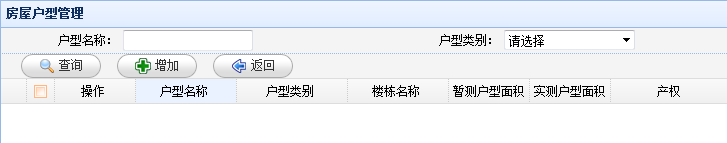 房屋户型管理
户型名称： 户型类别： 请选择
查询 增加 返回
操作 户型名称 户型类别 楼栋名称 暂测户型面积 实测户型面积 产权